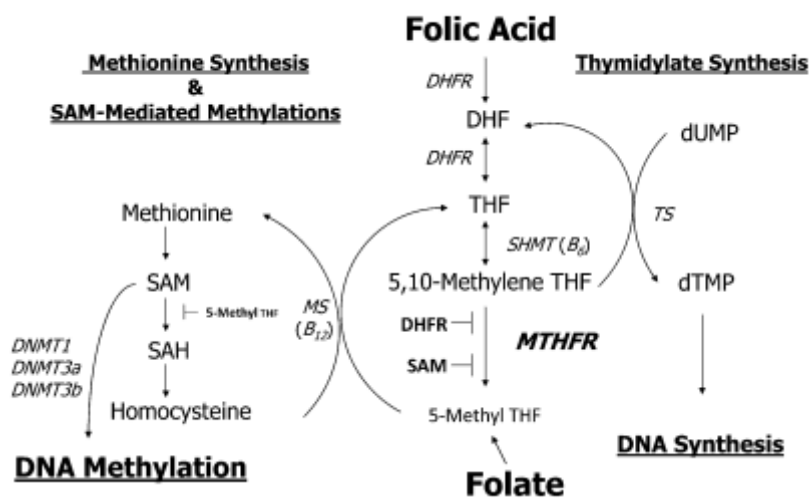 Folic Acid
Methionine Synthesis
&
SAM-Mediated Methylations
Thymidylate Synthesis
DHFR
DHF
dUMP
DHFR
Methionine
THF
TS
SHMT (B6)
SAM
5,10-Methylene THF
dTMP
5-Methyl THF
MS
(B12)
DHFR
MTHFR
DNMT1
DNMT3a
DNMT3b
SAH
SAM
Homocysteine
5-Methyl THF
DNA Synthesis
DNA Methylation
Folate